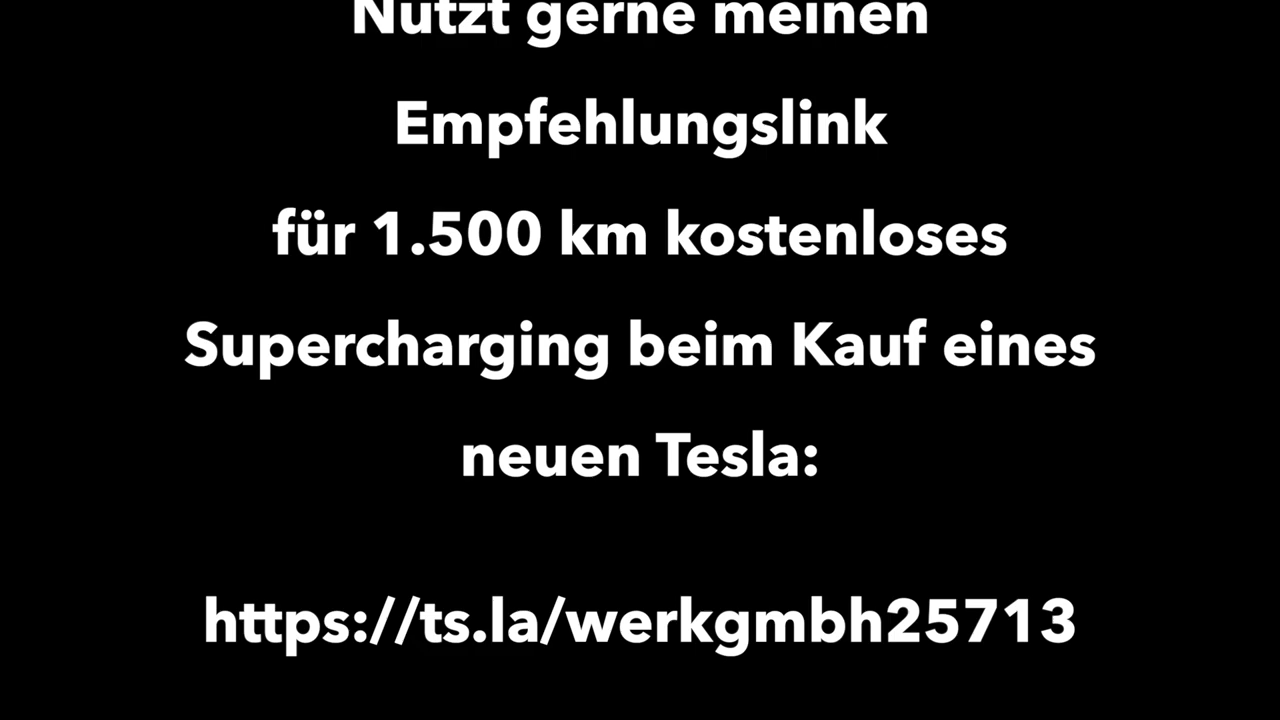 Nutzt gerne meinen
Empfehlungslink
für 1.500 km kostenloses
Supercharging beim Kauf eines
neuen Tesla:
https://ts.la/werkgmbh25713